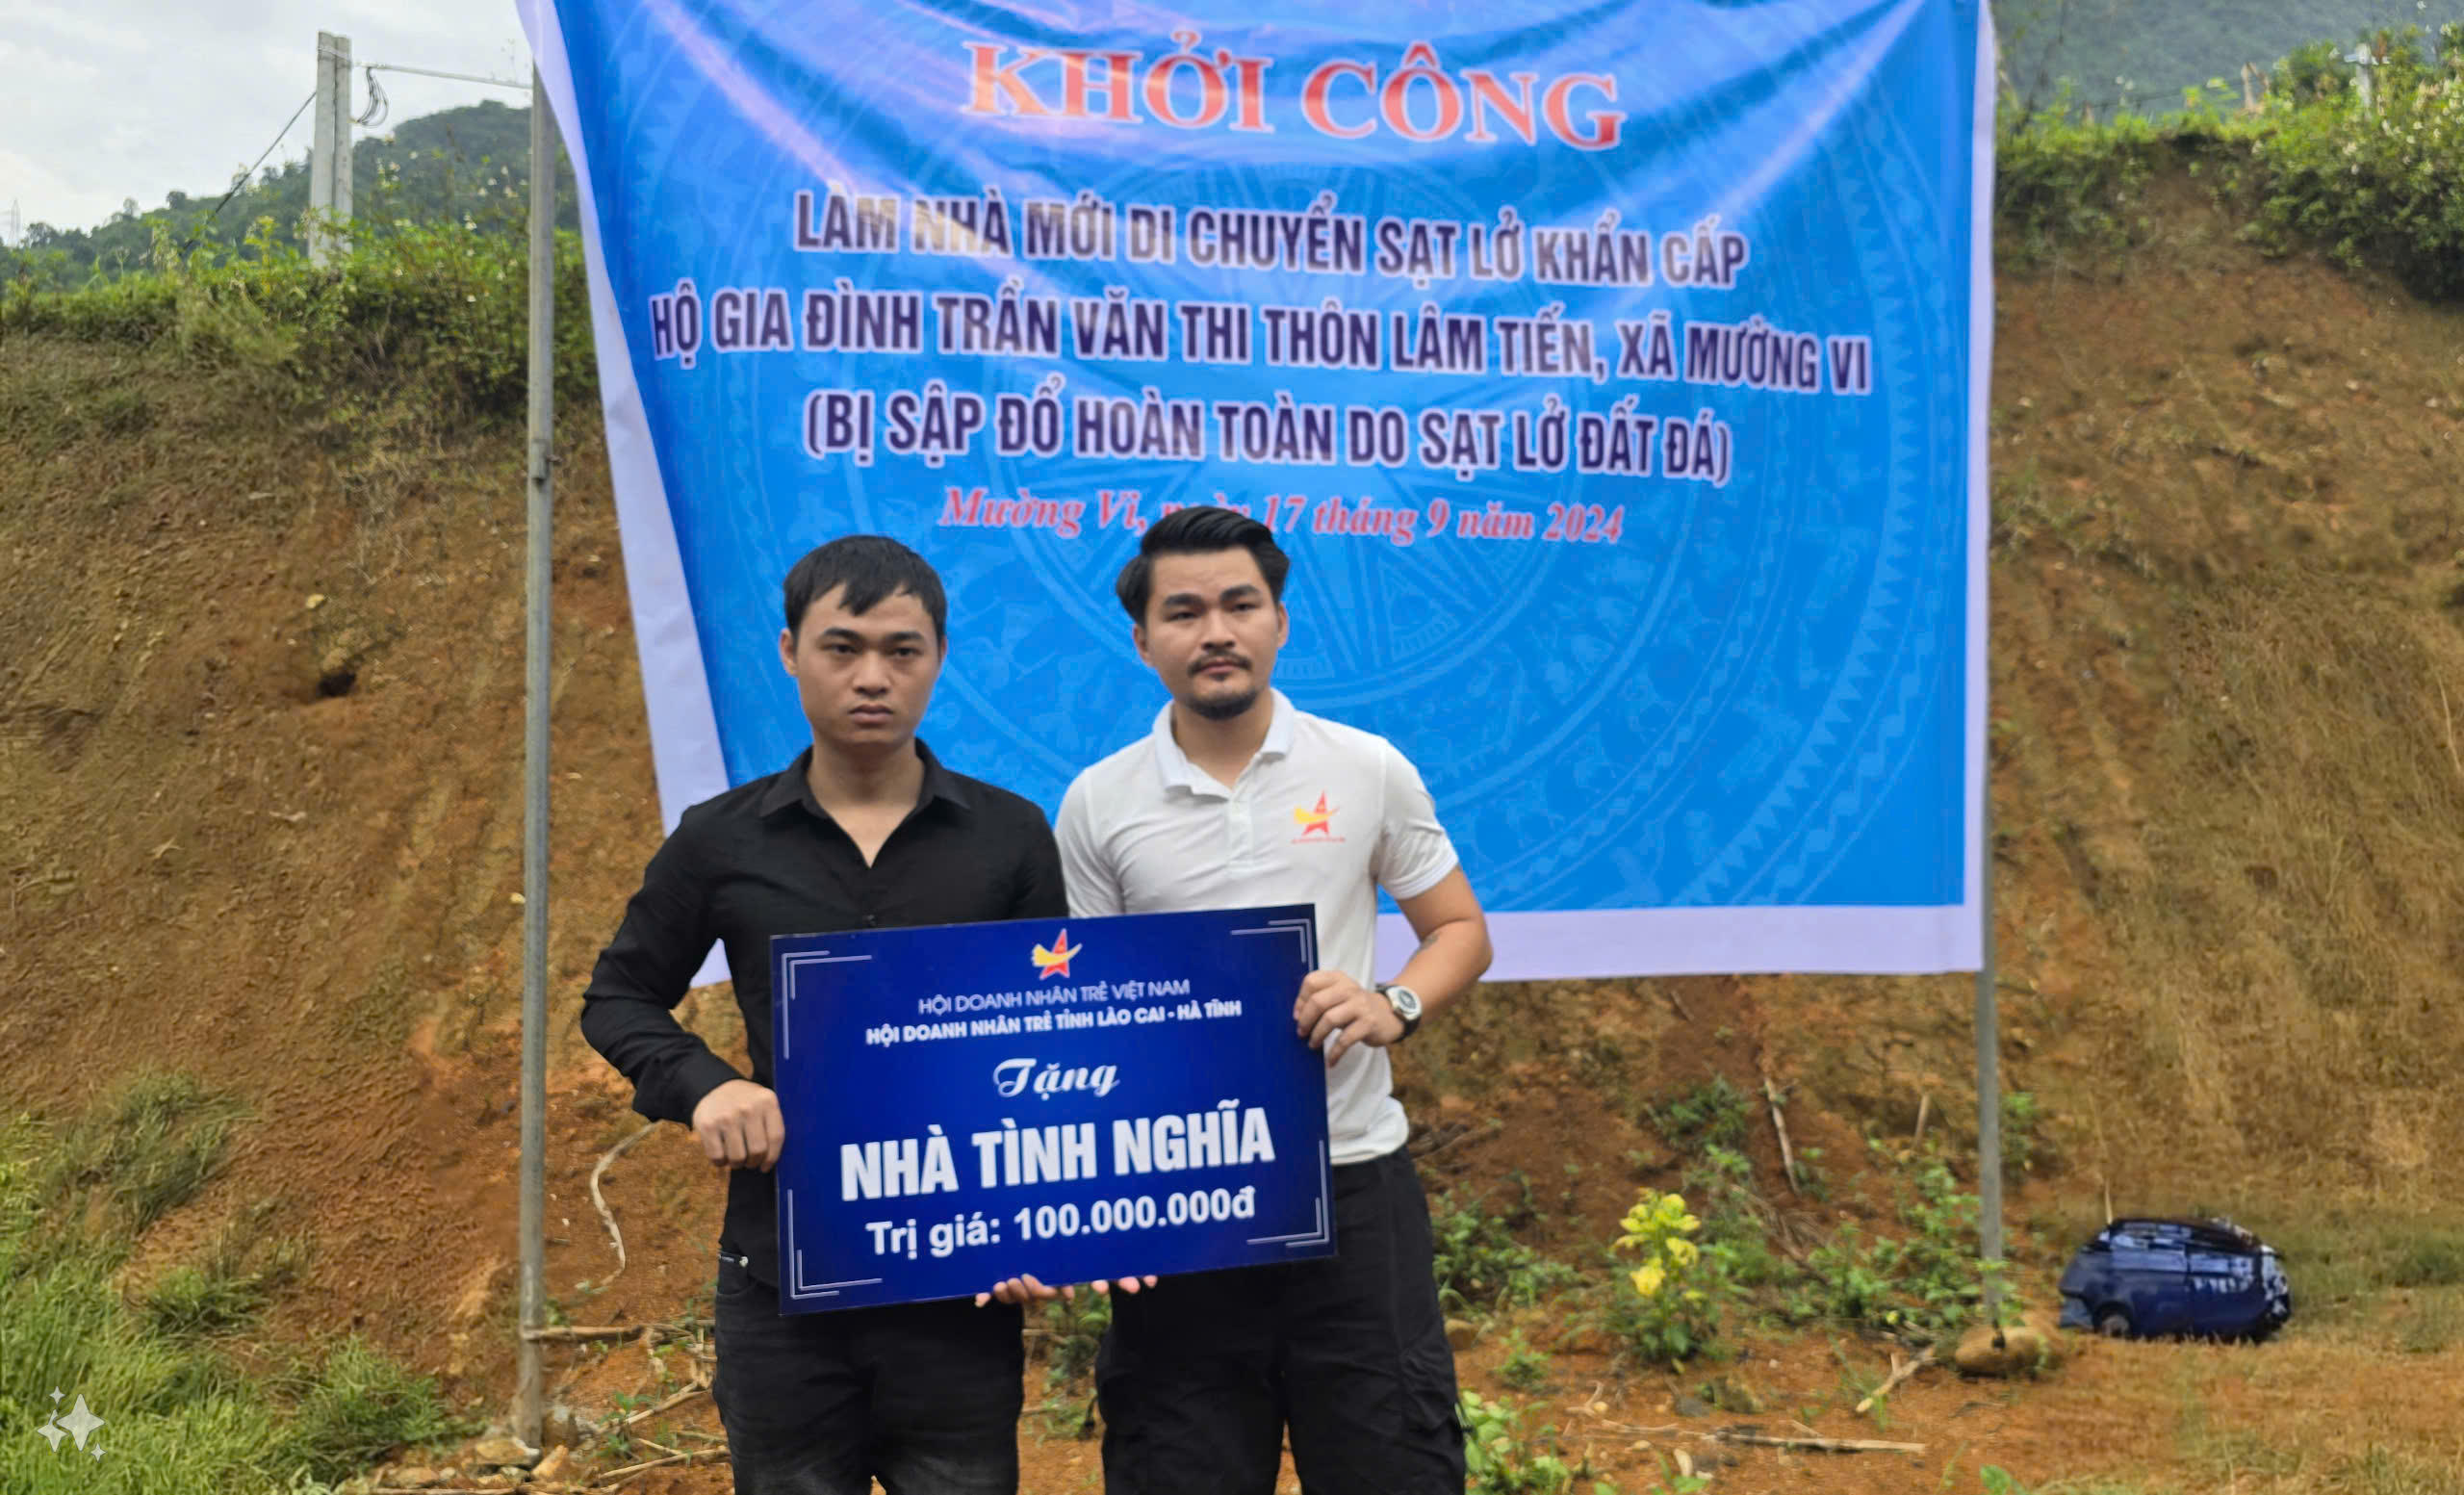 KHỞI CÔNG
LÀM NHÀ MỚI DI CHUYỂN SẠT LỞ KHẨN CẤP
HỘ GIA ĐÌNH TRẦN VĂN THI THÔN LÂM TIẾN, XÃ MƯỜNG VI
(BỊ SẬP ĐỔ HOÀN TOÀN DO SẠT LỞ ĐẤT ĐÁ)
Mường Vi, ngày 17 tháng 9 năm 2024
HỘI DOANH NHÂN TRẺ VIỆT NAM
HỘI DOANH NHÂN TRẺ TỈNH LÀO CAI - HÀ TĨNH
Tặng
NHÀ TÌNH NGHĨA
Trị giá: 100.000.000đ